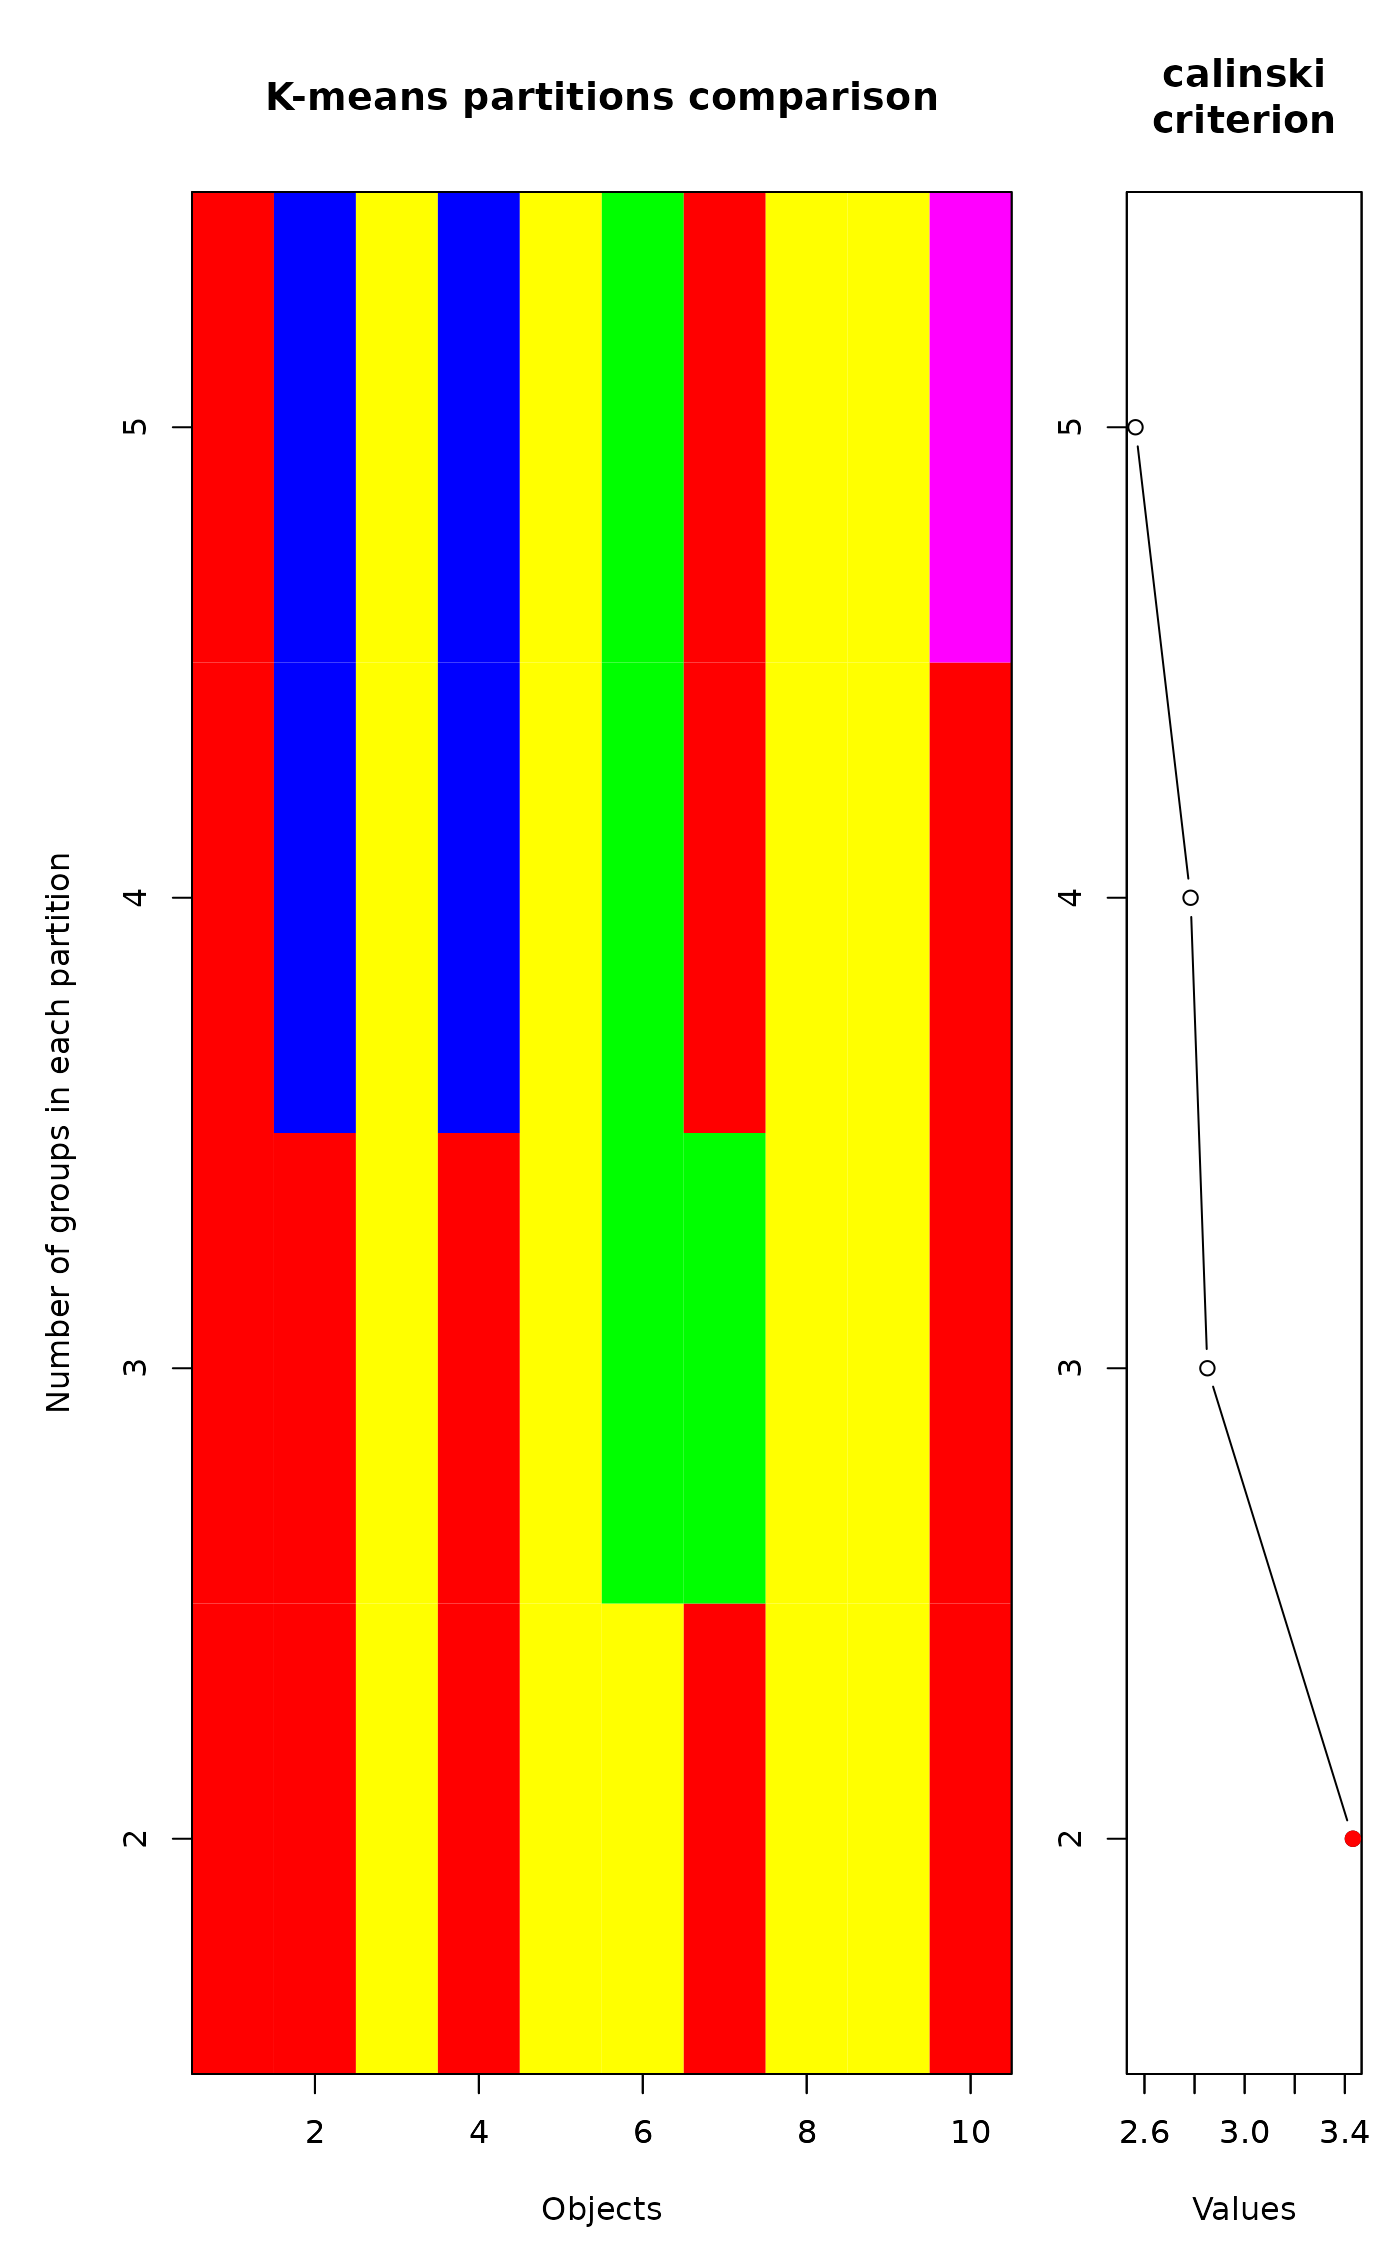 K-means partitions comparison
calinski
criterion
Number of groups in each partition
5
4
3
2
2 4 6 8 10
Objects
5
4
3
2
2.6 3.0 3.4
Values